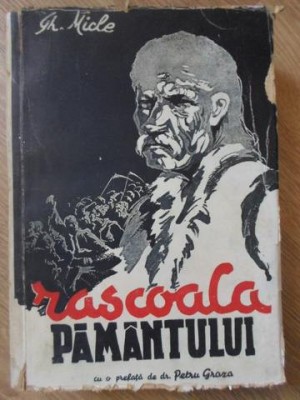 Gh. Micle
rascoala
PĂMÂNTULUI
cu o prefață de dr. Petru Groza